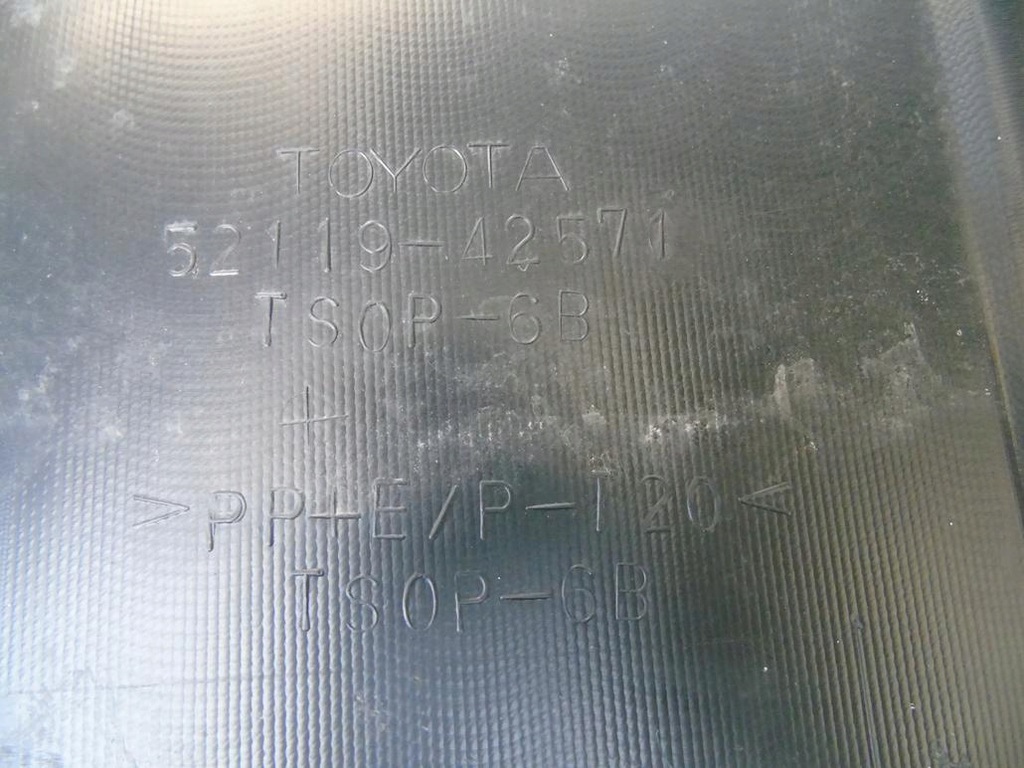 TOYOTA
52119-42571
TSOP-6B
+
>PP+E/P-T20<
TSOP-6B